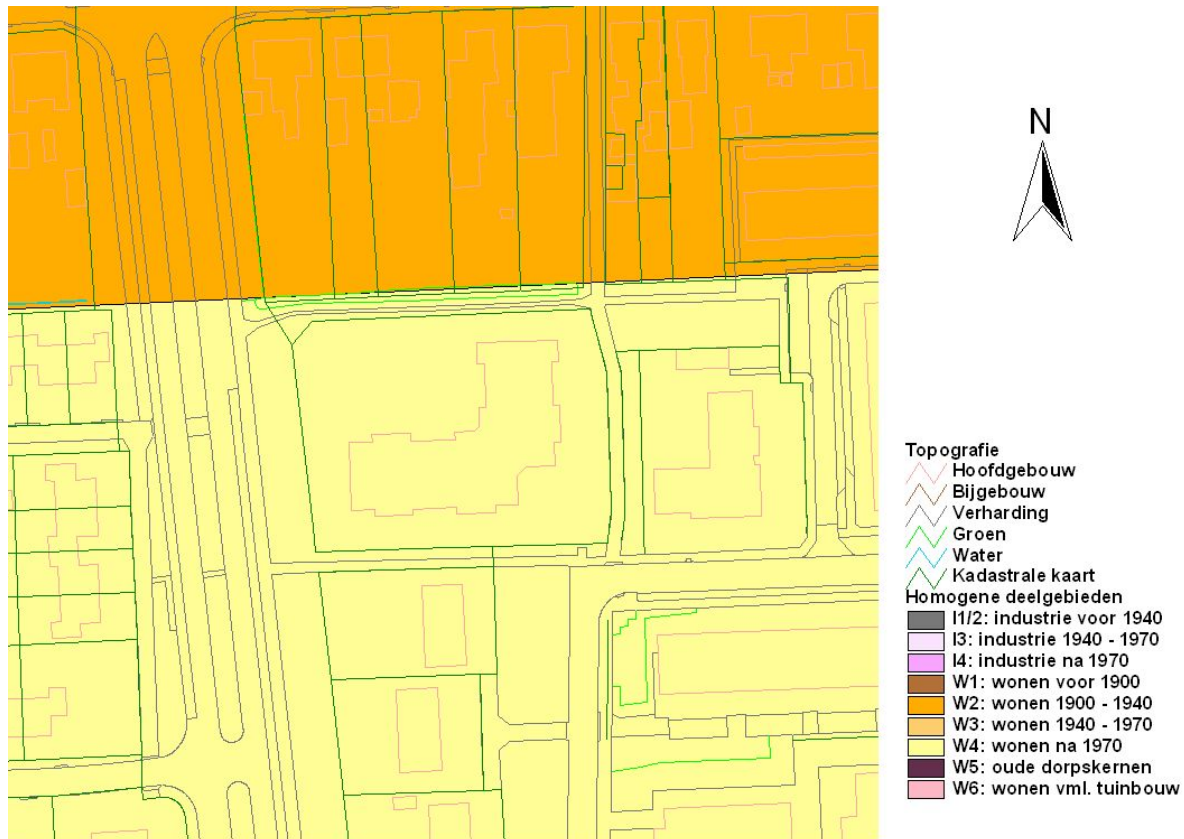 N
Topografie
Hoofdgebouw
Bijgebouw
Verharding
Groen
Water
Kadastrale kaart
Homogene deelgebieden
I1/2: industrie voor 1940
I3: industrie 1940 - 1970
I4: industrie na 1970
W1: wonen voor 1900
W2: wonen 1900 - 1940
W3: wonen 1940 - 1970
W4: wonen na 1970
W5: oude dorpskernen
W6: wonen vml. tuinbouw